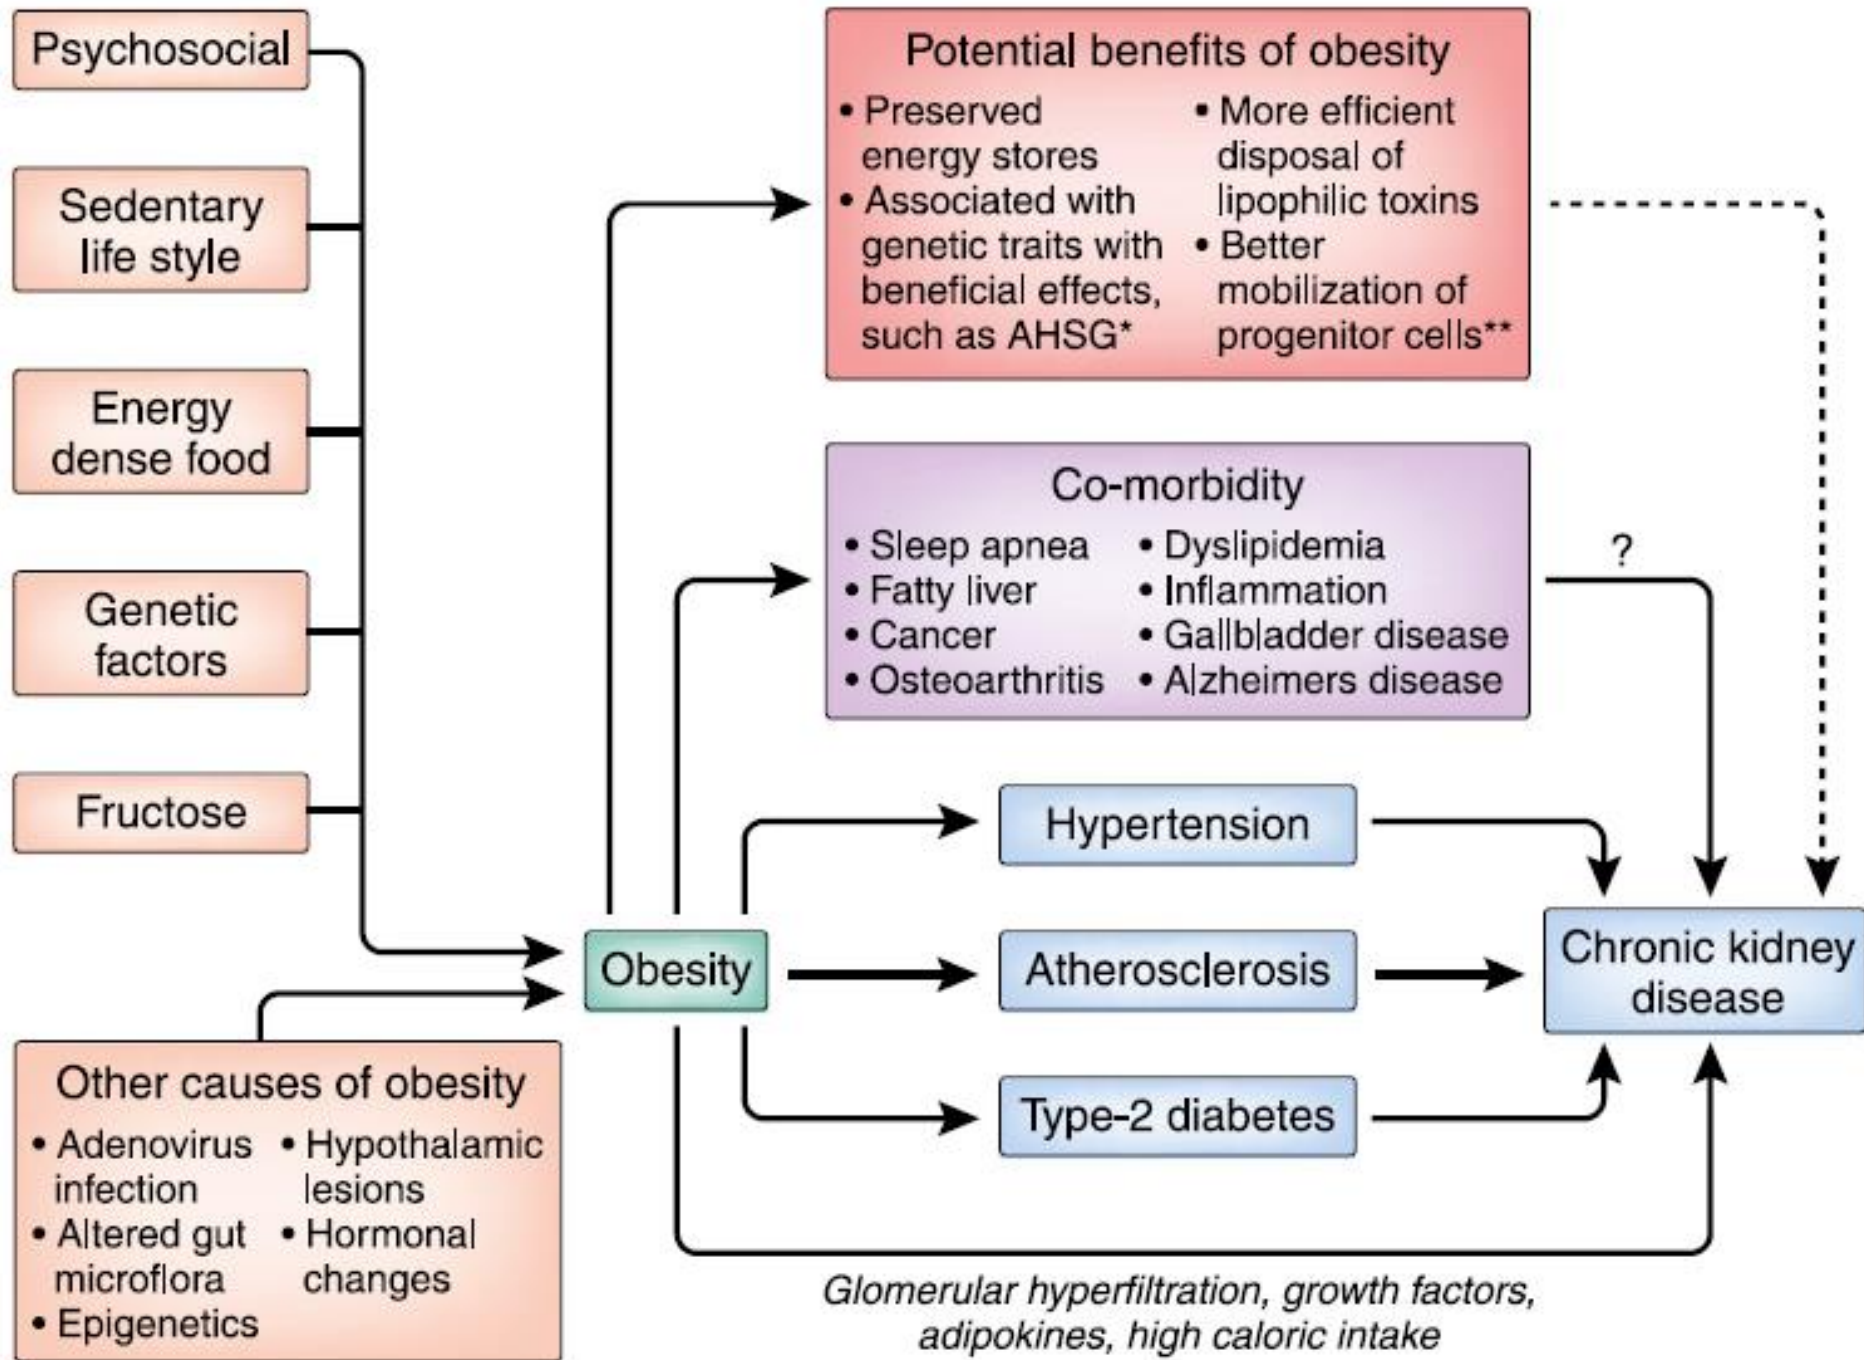 Psychosocial
Sedentary
life style
Energy
dense food
Genetic
factors
Fructose
Other causes of obesity
• Adenovirus
infection
• Altered gut
microflora
• Epigenetics
• Hypothalamic
lesions
• Hormonal
changes
Obesity
Potential benefits of obesity
• Preserved
energy stores
• Associated with
genetic traits with
beneficial effects,
such as AHSG*
• More efficient
disposal of
lipophilic toxins
• Better
mobilization of
progenitor cells**
Co-morbidity
• Sleep apnea
• Fatty liver
• Cancer
• Osteoarthritis
• Dyslipidemia
• Inflammation
• Gallbladder disease
• Alzheimers disease
?
Hypertension
Atherosclerosis
Type-2 diabetes
Chronic kidney
disease
Glomerular hyperfiltration, growth factors,
adipokines, high caloric intake